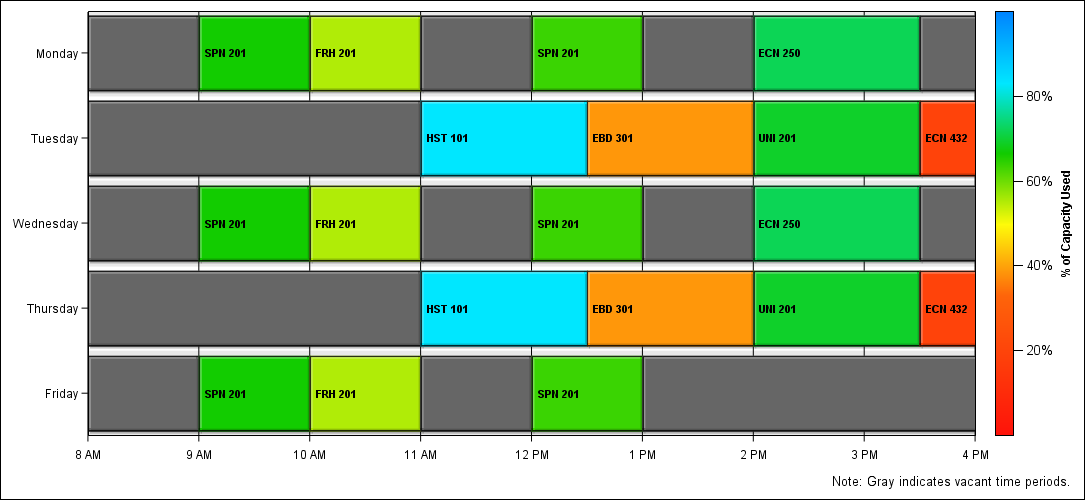 Monday SPN 201 FRH 201 SPN 201 ECN 250
80%
Tuesday HST 101 EBD 301 UNI 201 ECN 432
60%
Wednesday SPN 201 FRH 201 SPN 201 ECN 250
% of Capacity Used
40%
Thursday HST 101 EBD 301 UNI 201 ECN 432
20%
Friday SPN 201 FRH 201 SPN 201
8 AM 9 AM 10 AM 11 AM 12 PM 1 PM 2 PM 3 PM 4 PM
Note: Gray indicates vacant time periods.